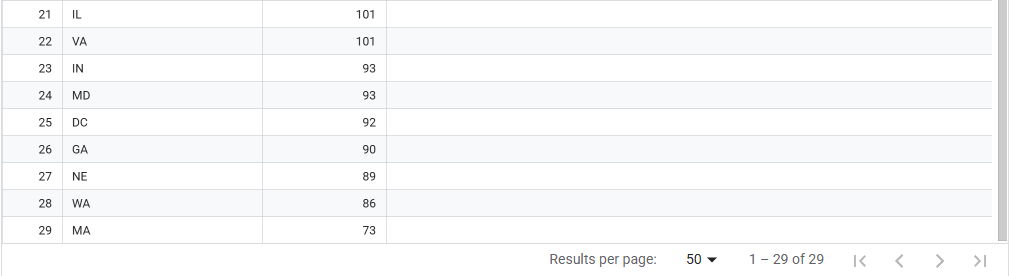 21 IL 101
22 VA 101
23 IN 93
24 MD 93
25 DC 92
26 GA 90
27 NE 89
28 WA 86
29 MA 73
Results per page: 50 1 – 29 of 29